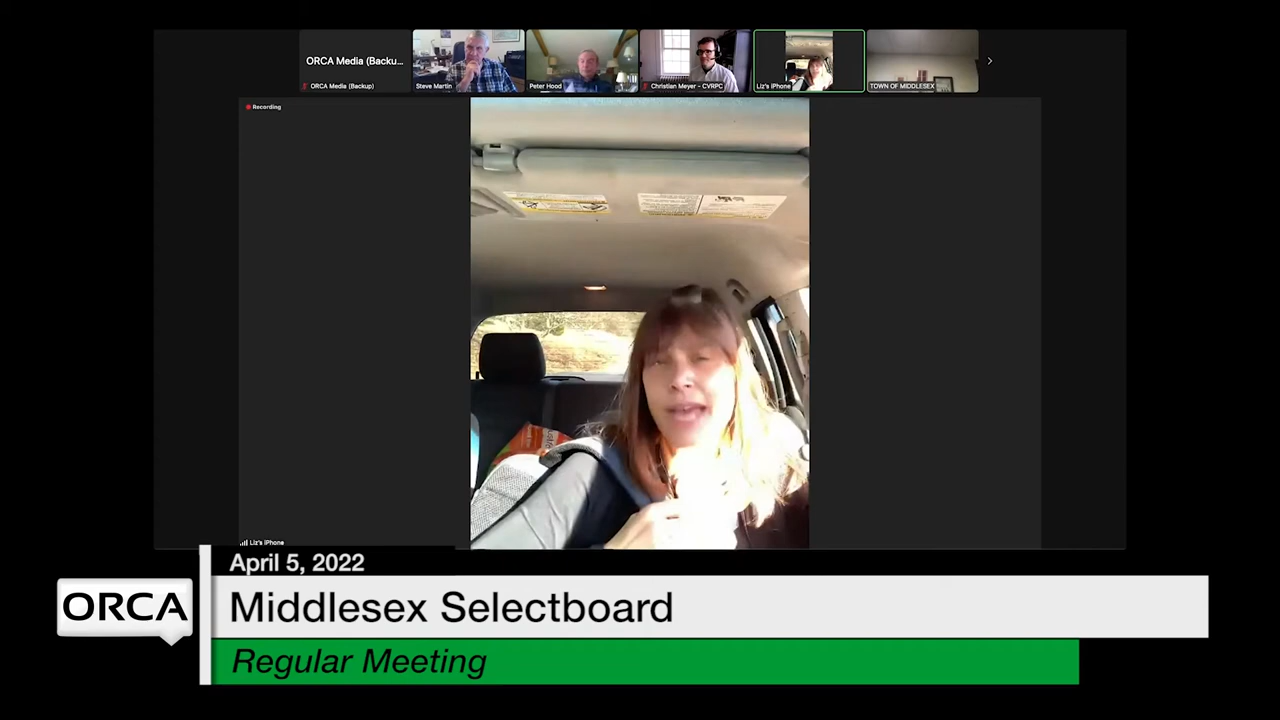 ORCA Media (Backu...
ORCA Media (Backup)
Steve Martin
Peter Hood
Christian Meyer - CVRPC
Liz's iPhone
TOWN OF MIDDLESEX
Recording
Liz's iPhone
April 5, 2022
ORCA
Middlesex Selectboard
Regular Meeting